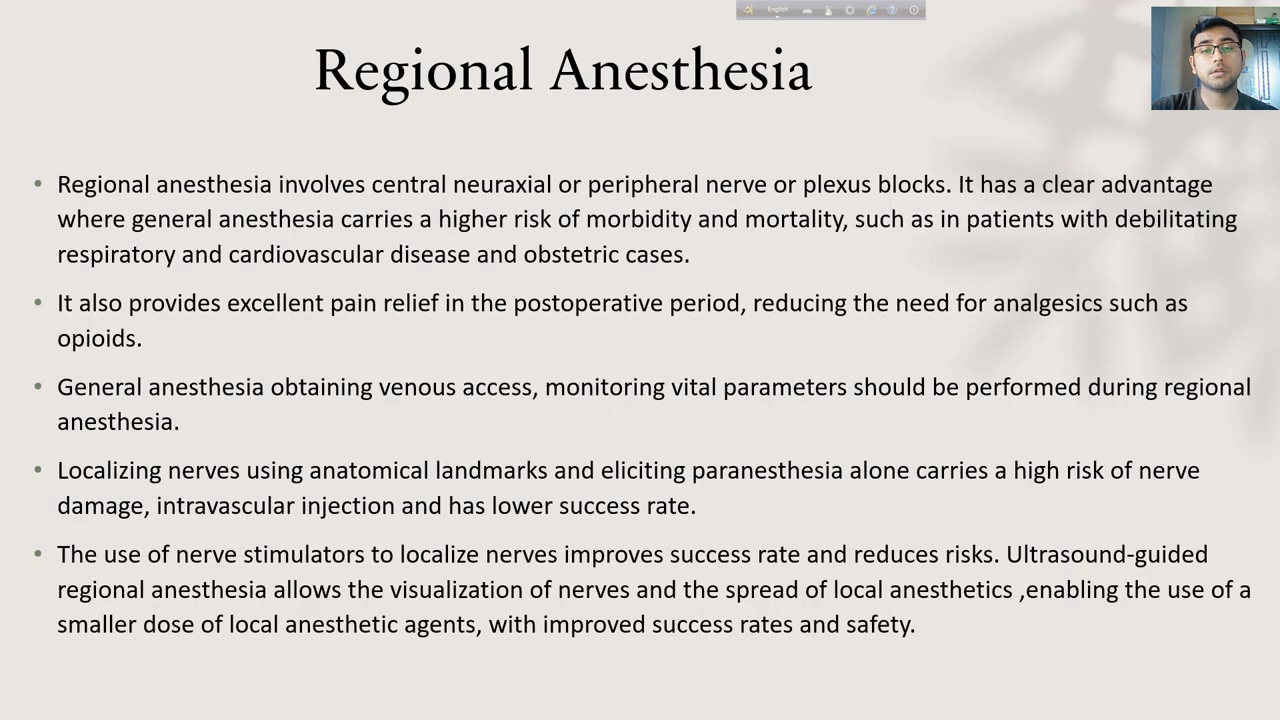 English
Regional Anesthesia
• Regional anesthesia involves central neuraxial or peripheral nerve or plexus blocks. It has a clear advantage
where general anesthesia carries a higher risk of morbidity and mortality, such as in patients with debilitating
respiratory and cardiovascular disease and obstetric cases.
• It also provides excellent pain relief in the postoperative period, reducing the need for analgesics such as
opioids.
• General anesthesia obtaining venous access, monitoring vital parameters should be performed during regional
anesthesia.
• Localizing nerves using anatomical landmarks and eliciting paranesthesia alone carries a high risk of nerve
damage, intravascular injection and has lower success rate.
• The use of nerve stimulators to localize nerves improves success rate and reduces risks. Ultrasound-guided
regional anesthesia allows the visualization of nerves and the spread of local anesthetics ,enabling the use of a
smaller dose of local anesthetic agents, with improved success rates and safety.